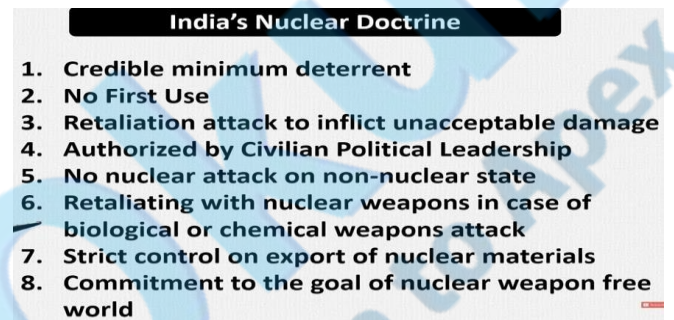 India's Nuclear Doctrine
1. Credible minimum deterrent
2. No First Use
3. Retaliation attack to inflict unacceptable damage
4. Authorized by Civilian Political Leadership
5. No nuclear attack on non-nuclear state
6. Retaliating with nuclear weapons in case of
biological or chemical weapons attack
7. Strict control on export of nuclear materials
8. Commitment to the goal of nuclear weapon free
world
to Apex